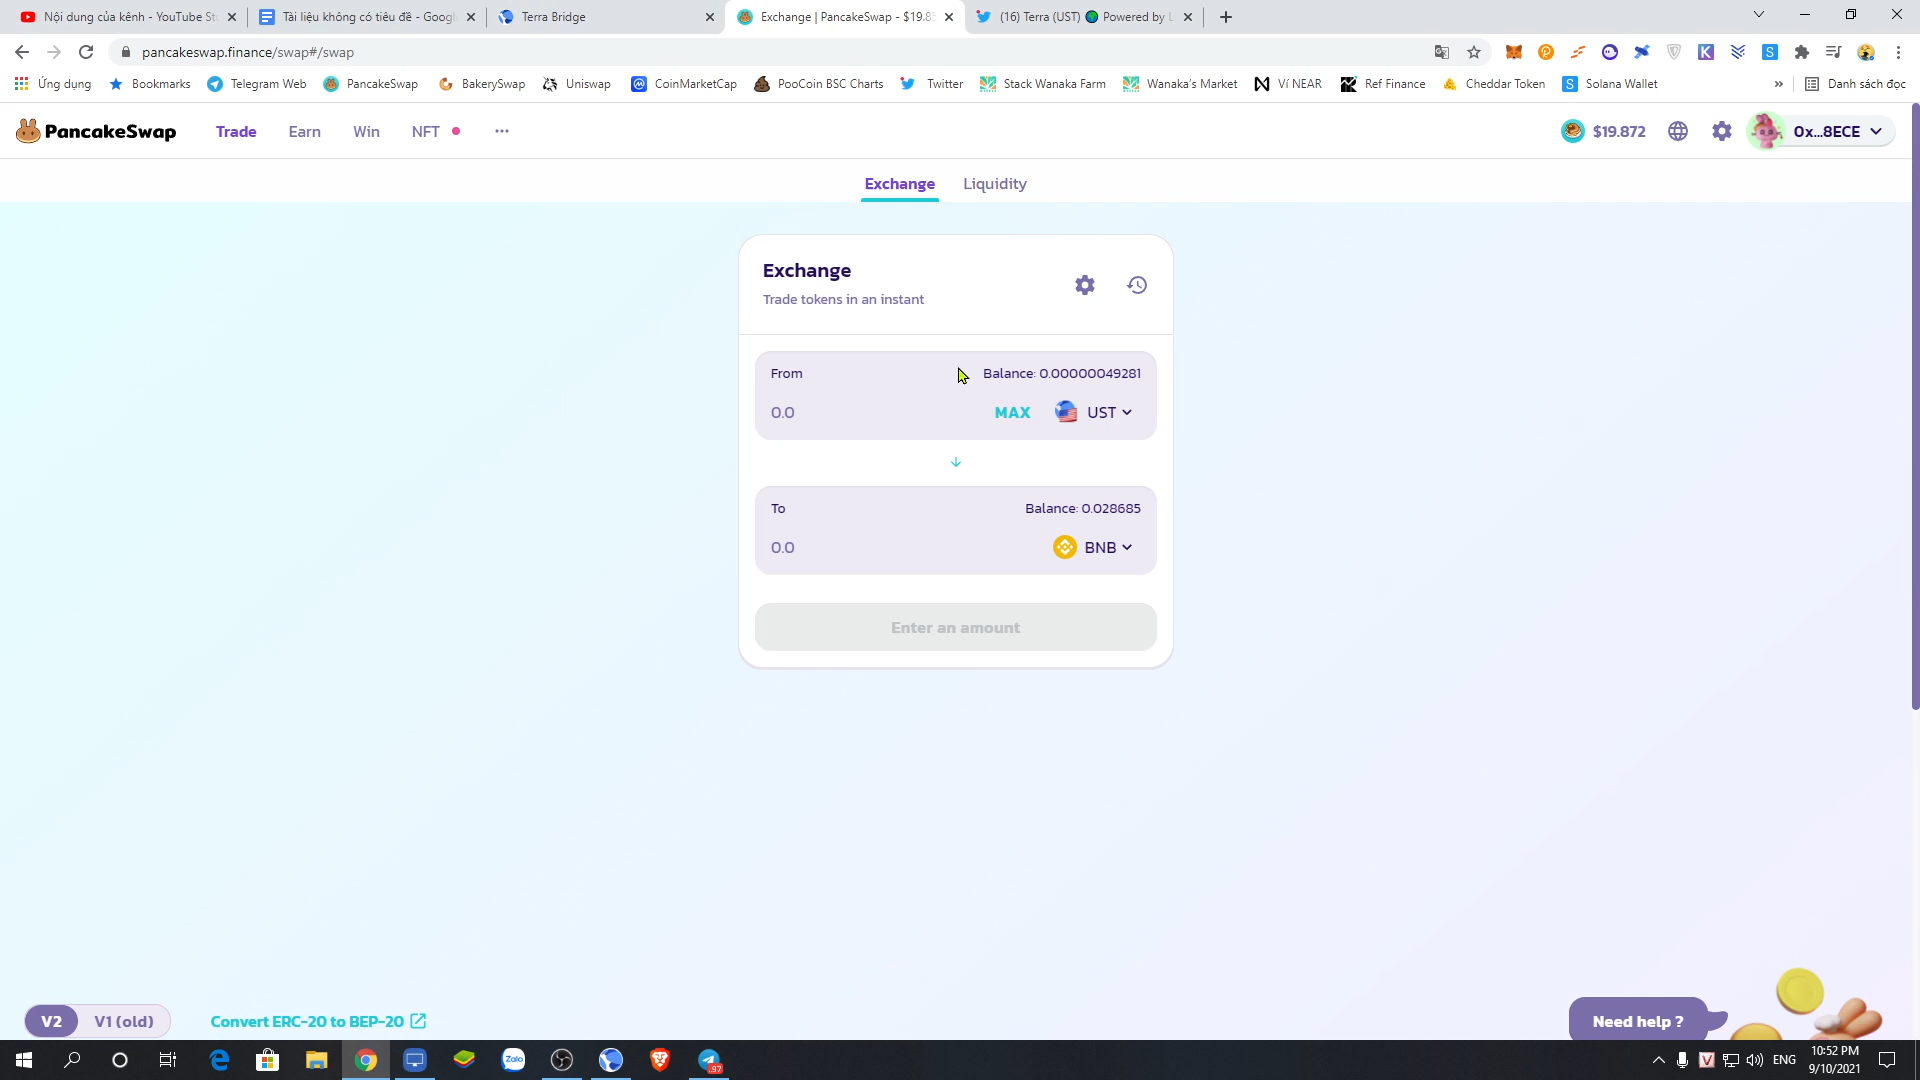 Nội dung của kênh - YouTube St
Tài liệu không có tiêu đề - Googl
Terra Bridge
Exchange | PancakeSwap - $19.85
(16) Terra (UST) 🌍 Powered by L
pancakeswap.finance/swap#/swap
Ứng dụng
Bookmarks
Telegram Web
PancakeSwap
BakerySwap
Uniswap
CoinMarketCap
PooCoin BSC Charts
Twitter
Stack Wanaka Farm
Wanaka's Market
Ví NEAR
Ref Finance
Cheddar Token
Solana Wallet
»
Danh sách đọc
PancakeSwap
Trade
Earn
Win
NFT
$19.872
0x...8ECE
Exchange
Liquidity
Exchange
Trade tokens in an instant
From
Balance: 0.00000049281
0.0
MAX
UST
To
Balance: 0.028685
0.0
BNB
Enter an amount
V2
V1 (old)
Convert ERC-20 to BEP-20
Need help ?
Zalo
97
ENG
10:52 PM
9/10/2021